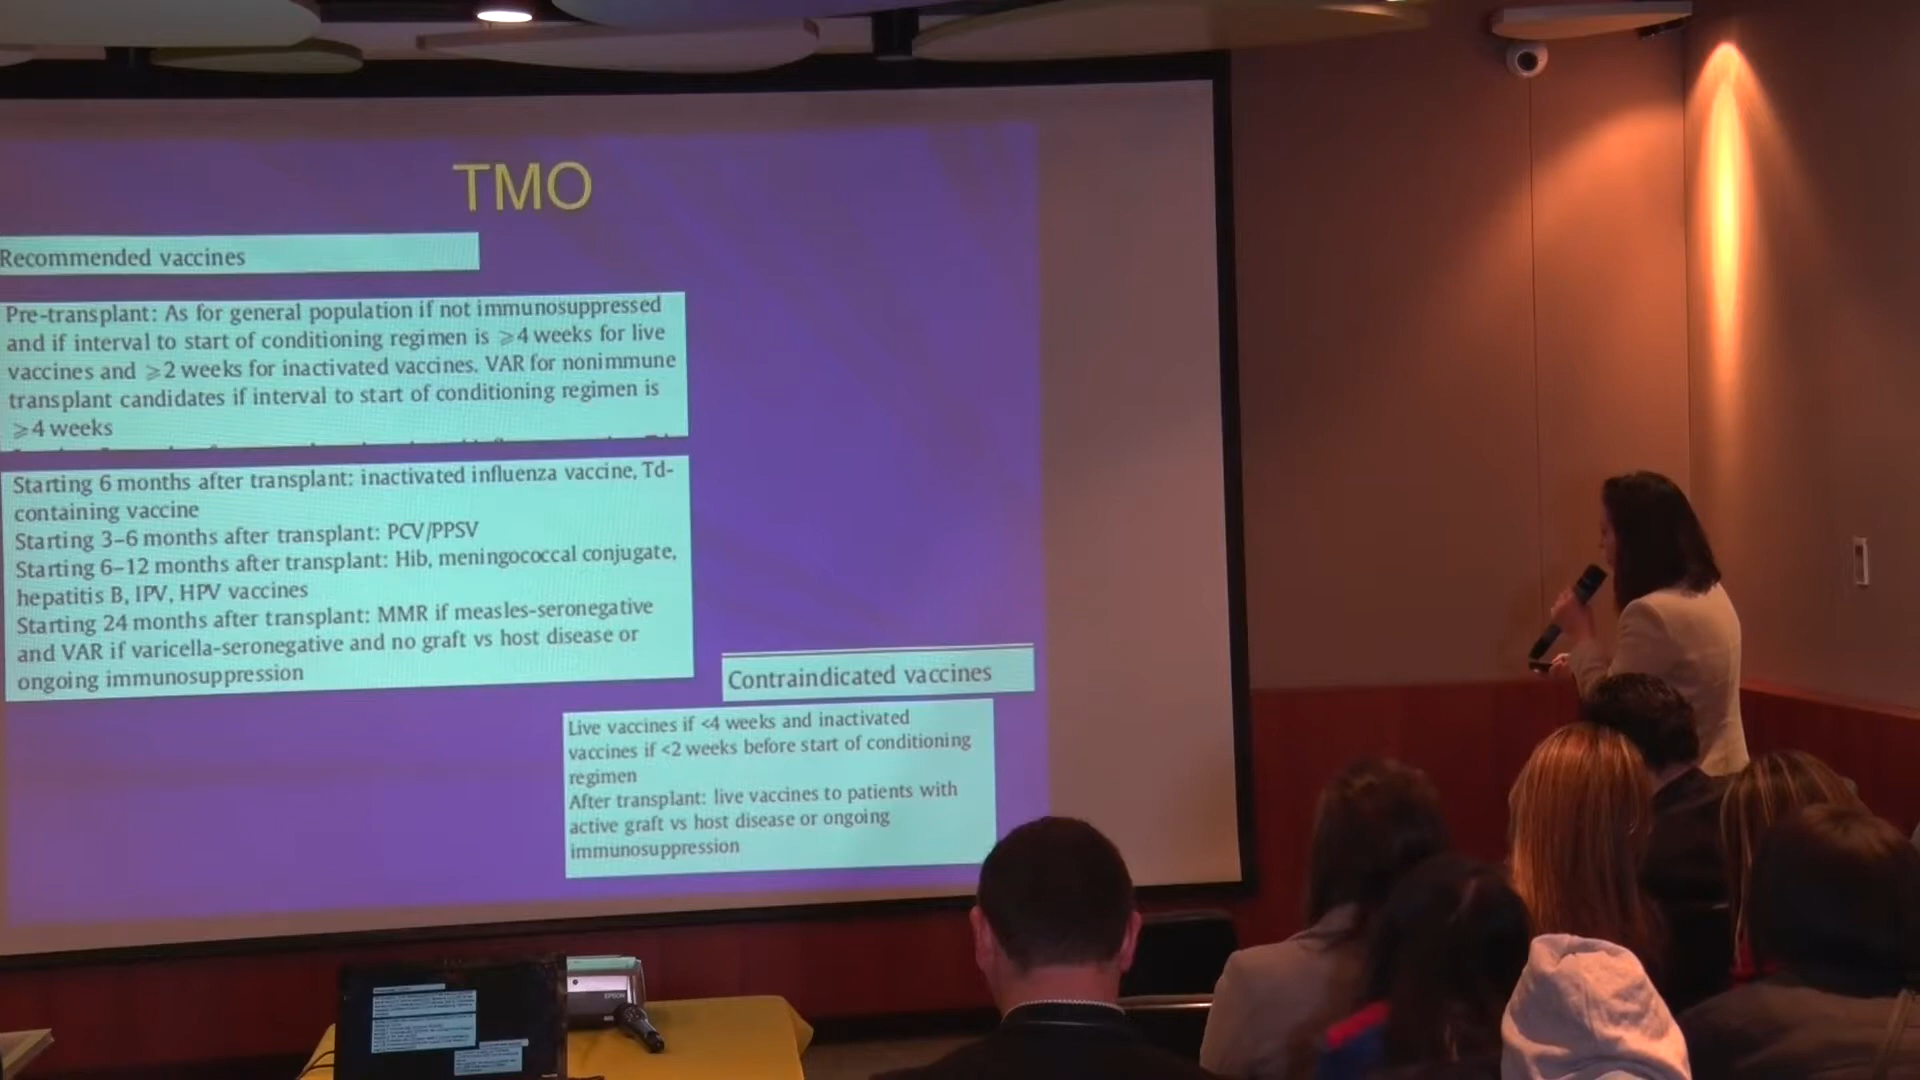 TMO
Recommended vaccines
Pre-transplant: As for general population if not immunosuppressed
and if interval to start of conditioning regimen is ⩾4 weeks for live
vaccines and ⩾2 weeks for inactivated vaccines. VAR for nonimmune
transplant candidates if interval to start of conditioning regimen is
⩾4 weeks
Starting 6 months after transplant: inactivated influenza vaccine, Td-
containing vaccine
Starting 3–6 months after transplant: PCV/PPSV
Starting 6–12 months after transplant: Hib, meningococcal conjugate,
hepatitis B, IPV, HPV vaccines
Starting 24 months after transplant: MMR if measles-seronegative
and VAR if varicella-seronegative and no graft vs host disease or
ongoing immunosuppression
Contraindicated vaccines
Live vaccines if <4 weeks and inactivated
vaccines if <2 weeks before start of conditioning
regimen
After transplant: live vaccines to patients with
active graft vs host disease or ongoing
immunosuppression
EPSON